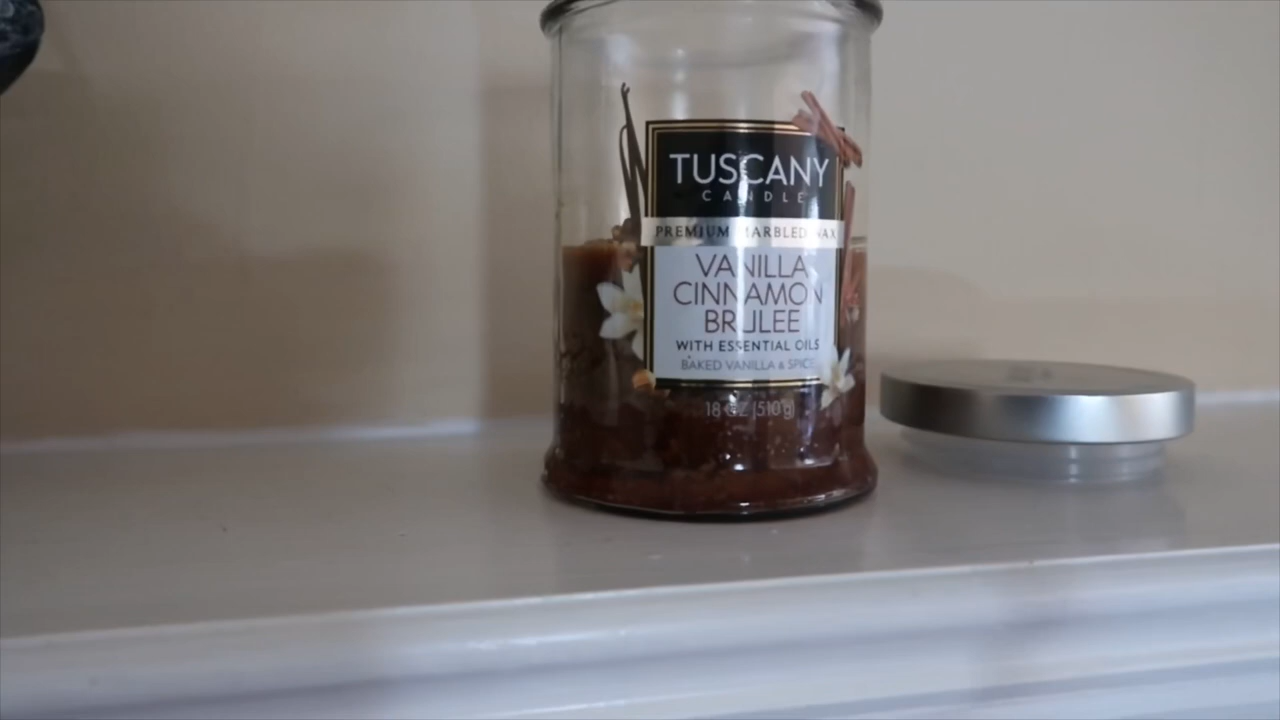 TUSCANY
CANDLE
PREMIUM MARBLED WAX
VANILLA
CINNAMON
BRULEE
WITH ESSENTIAL OILS
BAKED VANILLA & SPICE
18 OZ (510g)